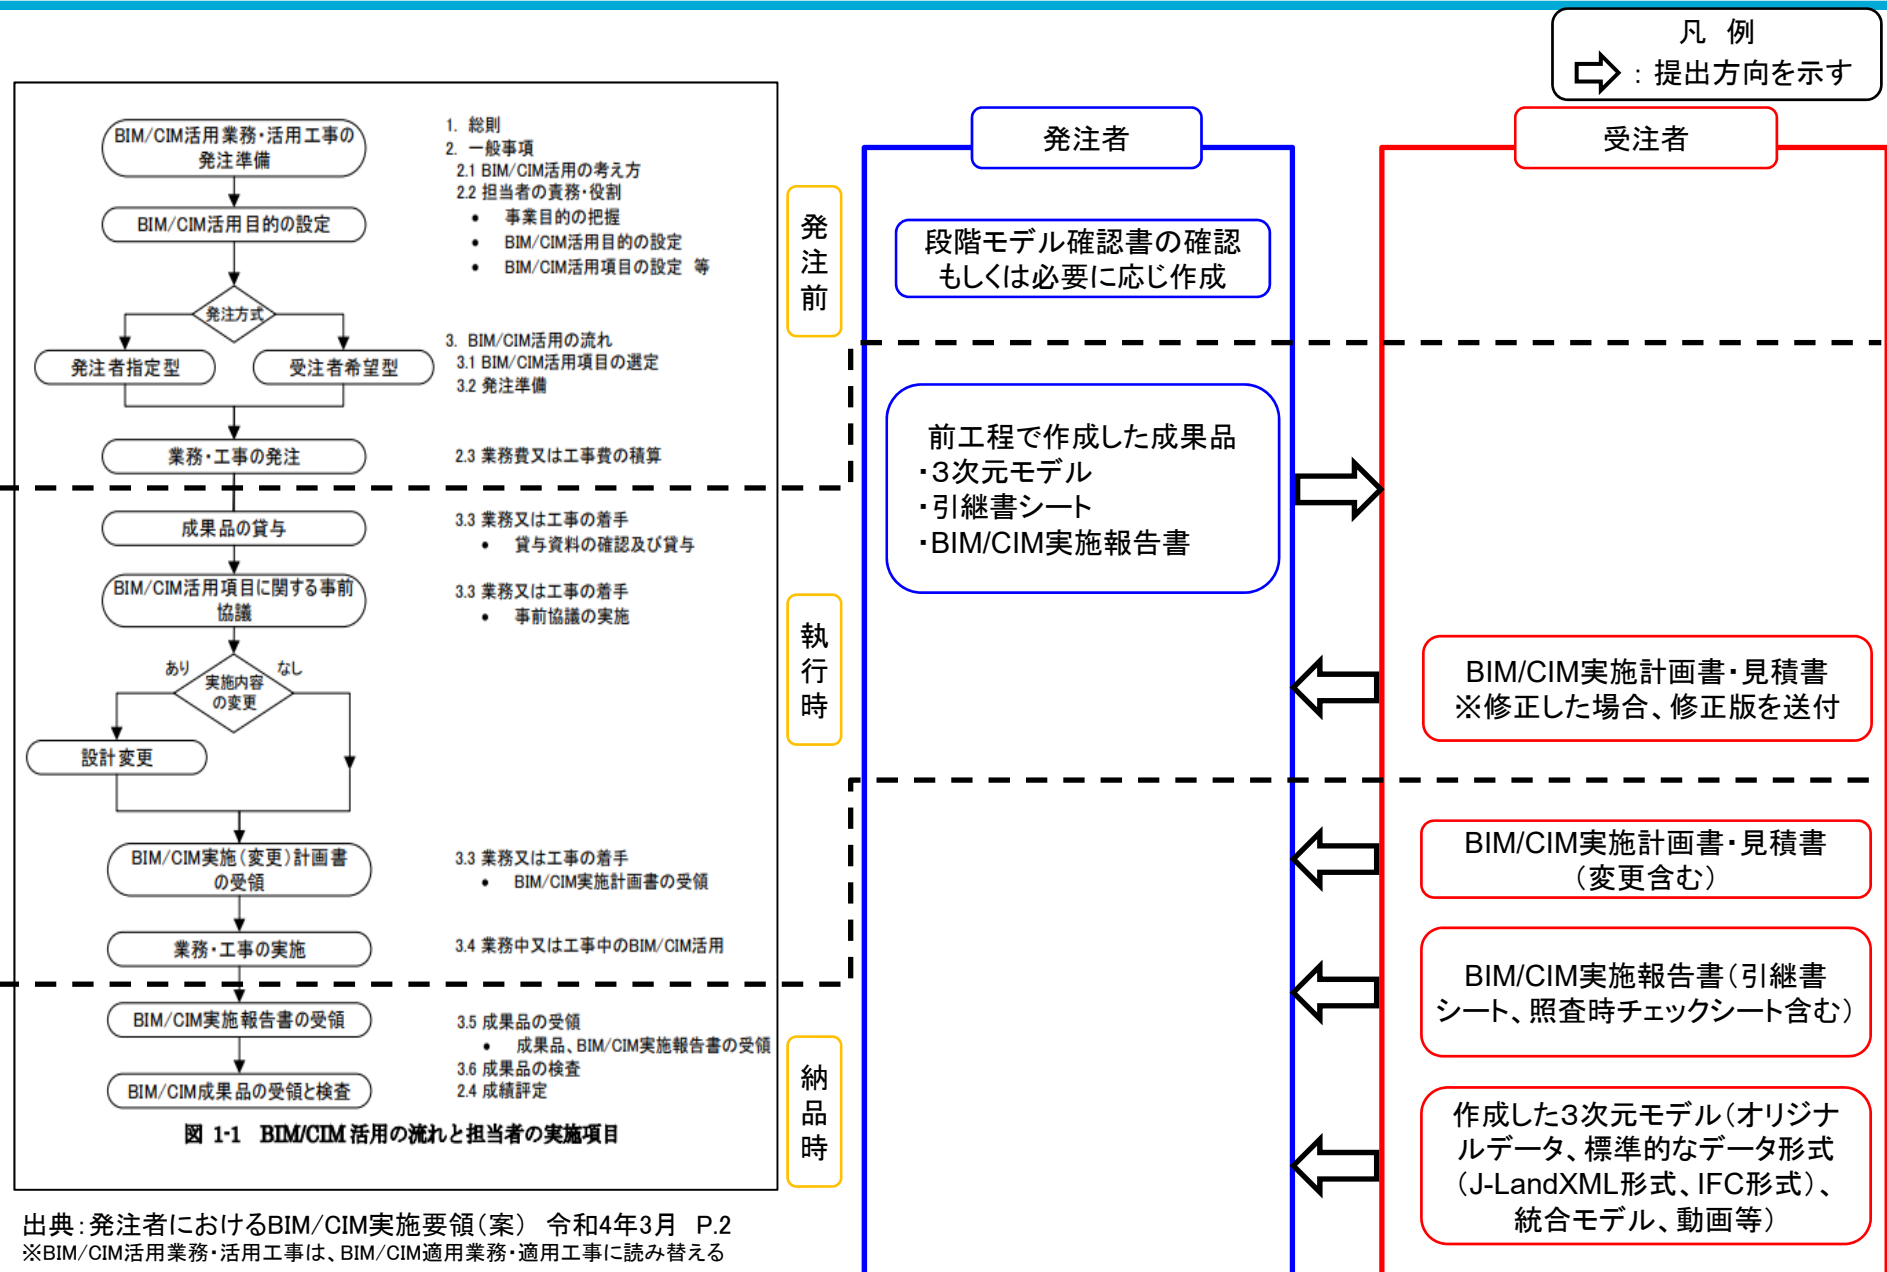 凡 例
：提出方向を示す
BIM/CIM活用業務・活用工事の
発注準備
BIM/CIM活用目的の設定
発注方式
発注者指定型
受注者希望型
業務・工事の発注
成果品の貸与
BIM/CIM活用項目に関する事前
協議
あり
なし
実施内容
の変更
設計変更
BIM/CIM実施（変更）計画書
の受領
業務・工事の実施
BIM/CIM実施報告書の受領
BIM/CIM成果品の受領と検査
1. 総則
2. 一般事項
2.1 BIM/CIM活用の考え方
2.2 担当者の責務・役割
• 事業目的の把握
• BIM/CIM活用目的の設定
• BIM/CIM活用項目の設定 等
3. BIM/CIM活用の流れ
3.1 BIM/CIM活用項目の選定
3.2 発注準備
2.3 業務費又は工事費の積算
3.3 業務又は工事の着手
• 貸与資料の確認及び貸与
3.3 業務又は工事の着手
• 事前協議の実施
3.3 業務又は工事の着手
• BIM/CIM実施計画書の受領
3.4 業務中又は工事中のBIM/CIM活用
3.5 成果品の受領
• 成果品、BIM/CIM実施報告書の受領
3.6 成果品の検査
2.4 成績評定
図 1-1 BIM/CIM 活用の流れと担当者の実施項目
出典：発注者におけるBIM/CIM実施要領（案） 令和4年3月 P.2
※BIM/CIM活用業務・活用工事は、BIM/CIM適用業務・適用工事に読み替える
発注前
執行時
納品時
発注者
段階モデル確認書の確認
もしくは必要に応じ作成
前工程で作成した成果品
・３次元モデル
・引継書シート
・BIM/CIM実施報告書
受注者
BIM/CIM実施計画書・見積書
※修正した場合、修正版を送付
BIM/CIM実施計画書・見積書
（変更含む）
BIM/CIM実施報告書（引継書
シート、照査時チェックシート含む）
作成した３次元モデル（オリジナ
ルデータ、標準的なデータ形式
（J-LandXML形式、IFC形式）、
統合モデル、動画等）